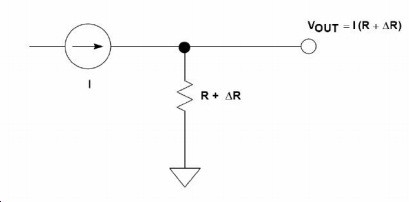 VOUT = I (R + ΔR)
I
R + ΔR